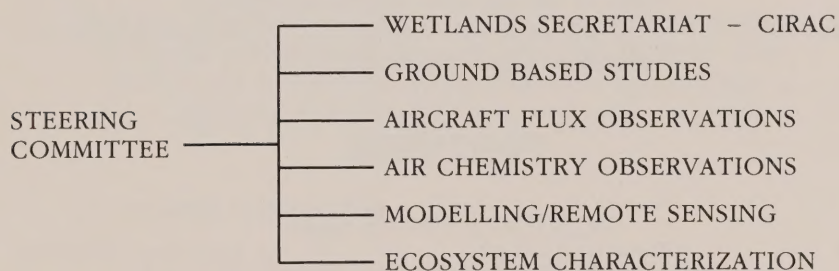 STEERING
COMMITTEE
WETLANDS SECRETARIAT – CIRAC
GROUND BASED STUDIES
AIRCRAFT FLUX OBSERVATIONS
AIR CHEMISTRY OBSERVATIONS
MODELLING/REMOTE SENSING
ECOSYSTEM CHARACTERIZATION